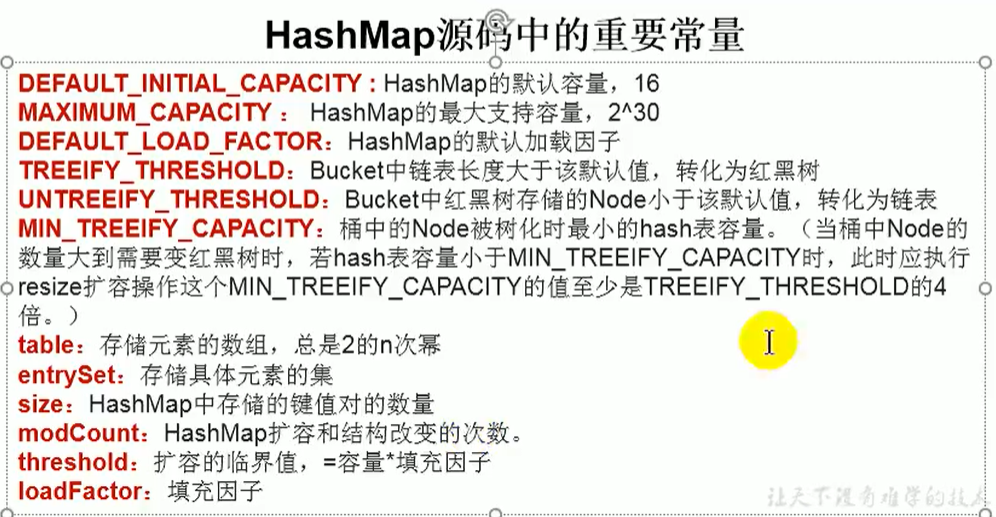 HashMap源码中的重要常量
DEFAULT_INITIAL_CAPACITY : HashMap的默认容量，16
MAXIMUM_CAPACITY ： HashMap的最大支持容量，2^30
DEFAULT_LOAD_FACTOR：HashMap的默认加载因子
TREEIFY_THRESHOLD：Bucket中链表长度大于该默认值，转化为红黑树
UNTREEIFY_THRESHOLD：Bucket中红黑树存储的Node小于该默认值，转化为链表
MIN_TREEIFY_CAPACITY：桶中的Node被树化时最小的hash表容量。（当桶中Node的
数量大到需要变红黑树时，若hash表容量小于MIN_TREEIFY_CAPACITY时，此时应执行
resize扩容操作这个MIN_TREEIFY_CAPACITY的值至少是TREEIFY_THRESHOLD的4
倍。）
table：存储元素的数组，总是2的n次幂
entrySet：存储具体元素的集
size：HashMap中存储的键值对的数量
modCount：HashMap扩容和结构改变的次数。
threshold：扩容的临界值，=容量*填充因子
loadFactor：填充因子
让天下没有难学的技术